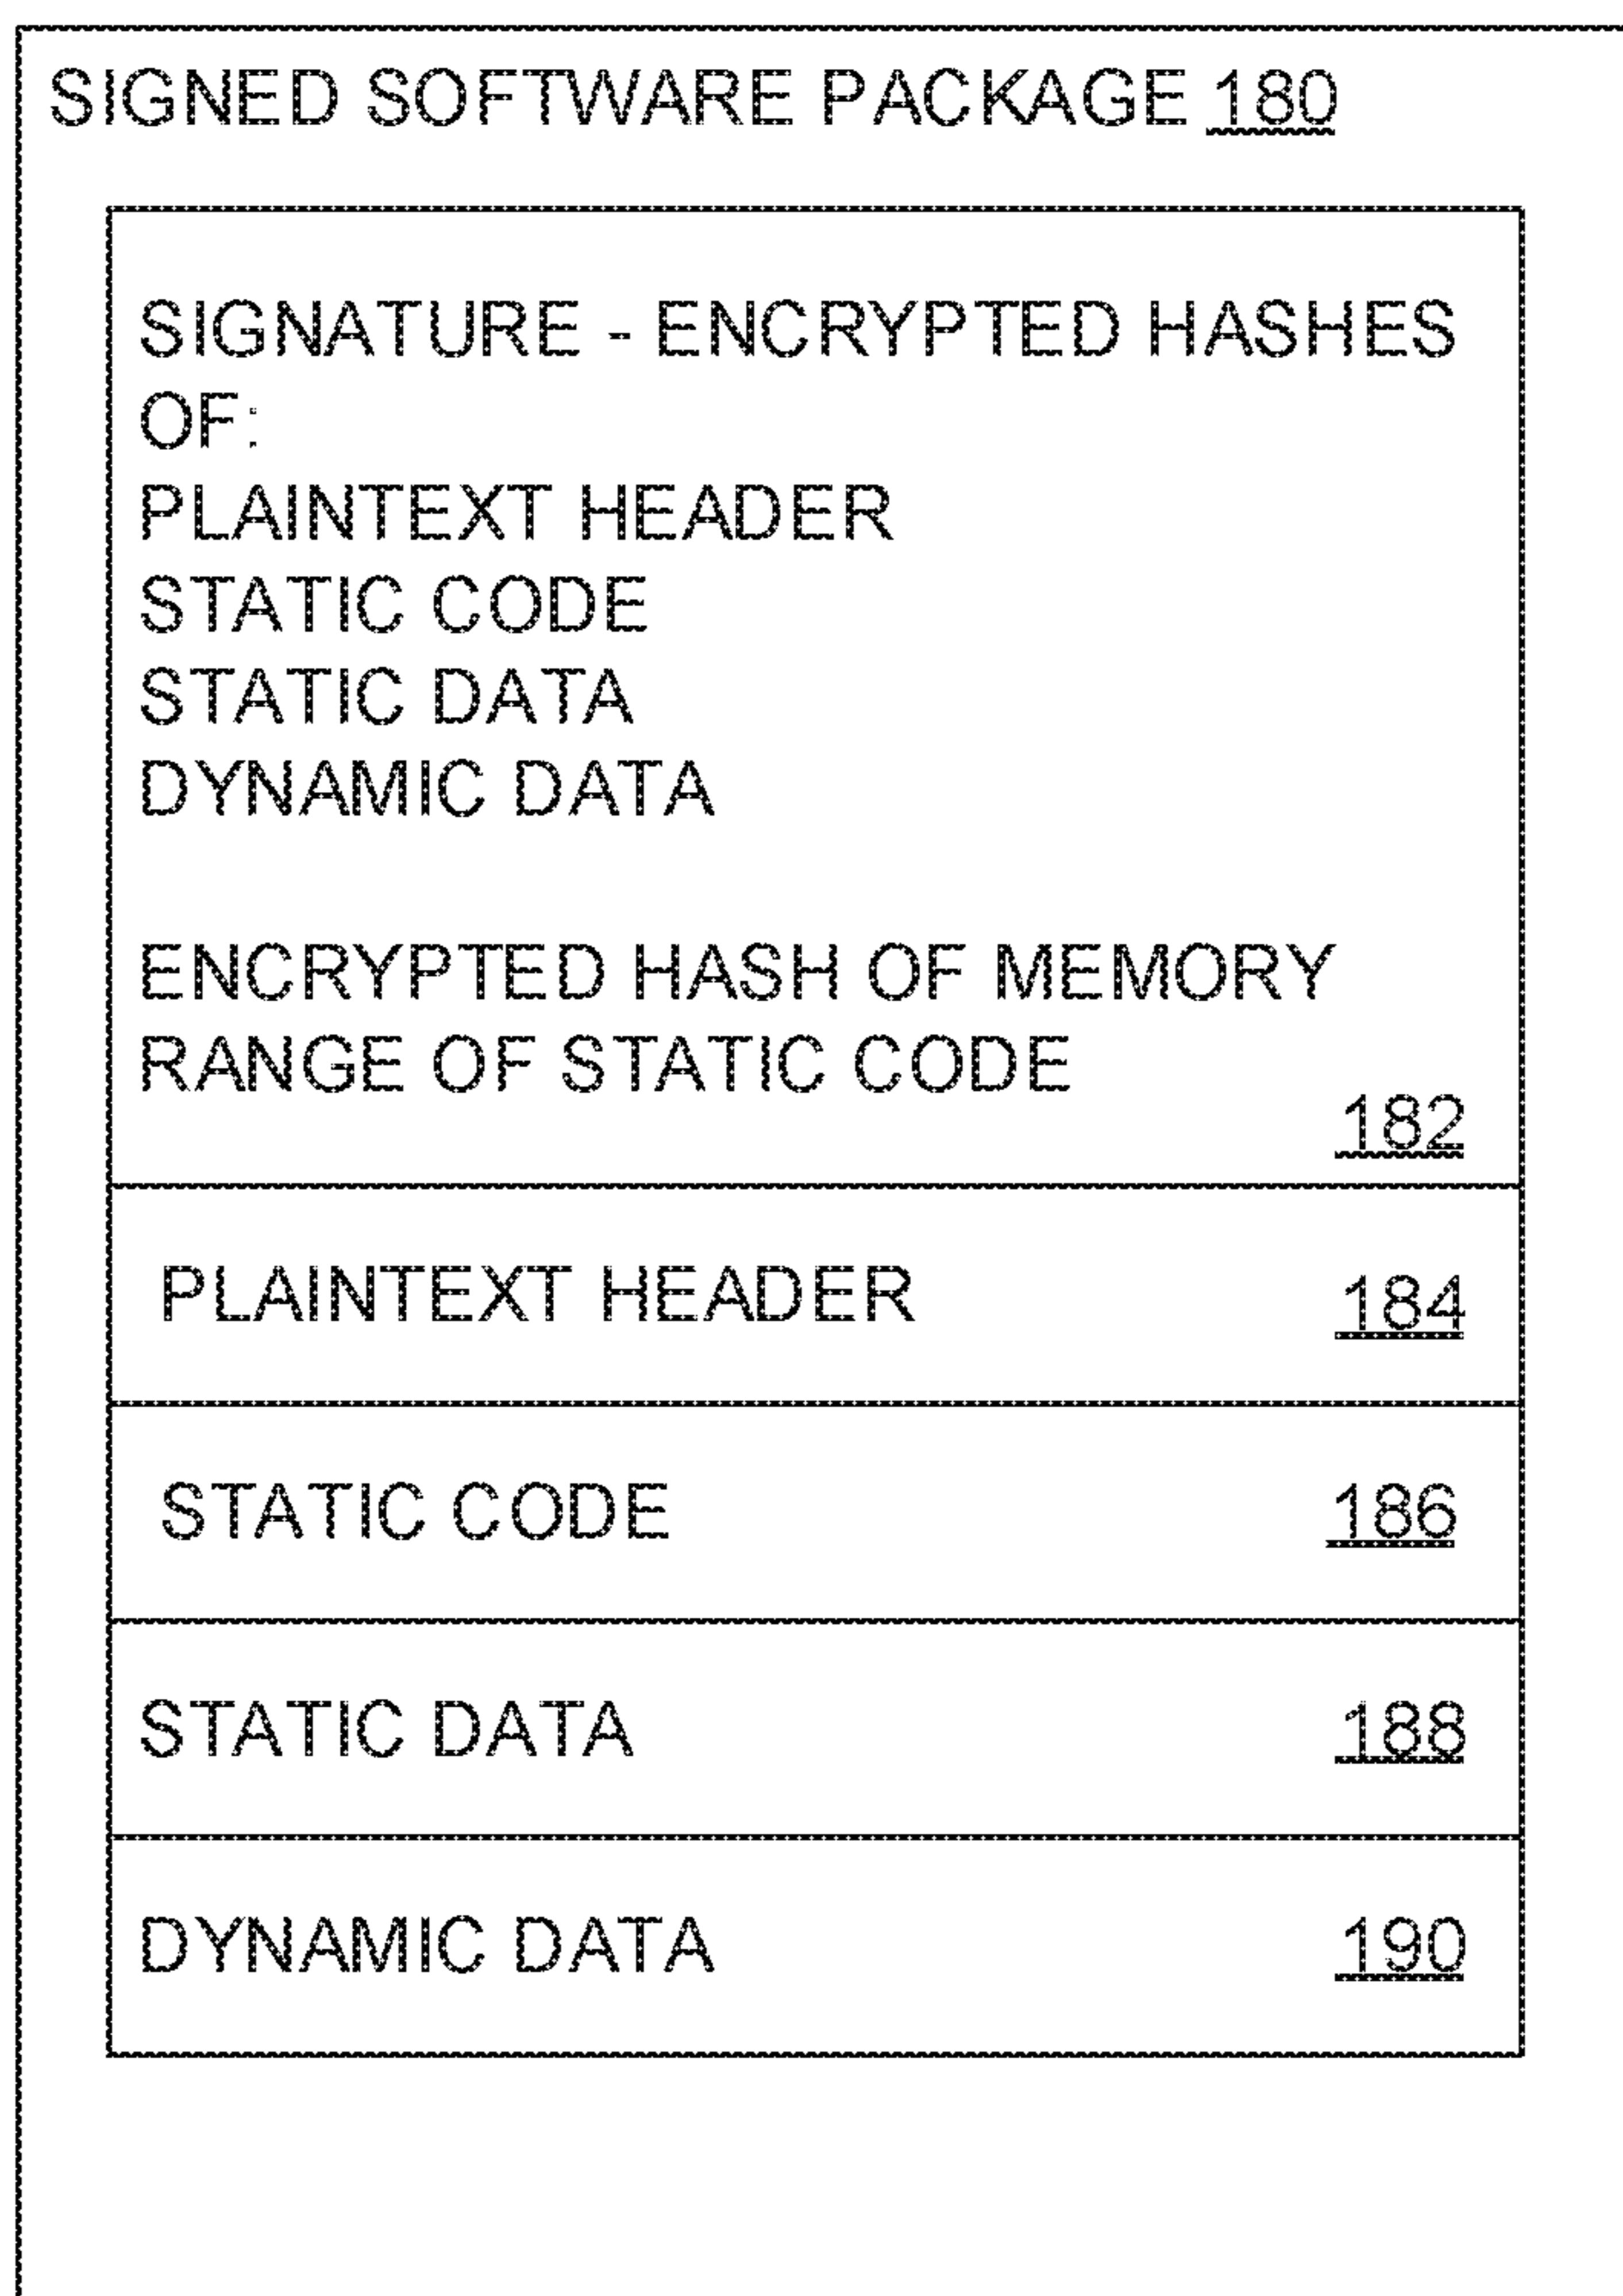 SIGNED SOFTWARE PACKAGE 180
SIGNATURE - ENCRYPTED HASHES
OF:
PLAINTEXT HEADER
STATIC CODE
STATIC DATA
DYNAMIC DATA
ENCRYPTED HASH OF MEMORY
RANGE OF STATIC CODE
182
PLAINTEXT HEADER 184
STATIC CODE 186
STATIC DATA 188
DYNAMIC DATA 190